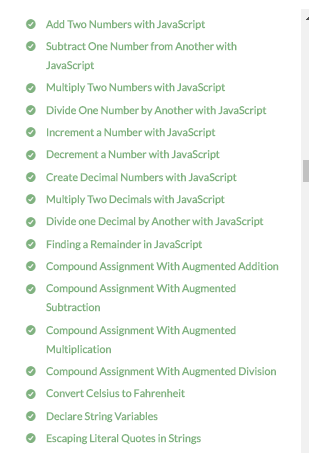 Add Two Numbers with JavaScript
Subtract One Number from Another with
JavaScript
Multiply Two Numbers with JavaScript
Divide One Number by Another with JavaScript
Increment a Number with JavaScript
Decrement a Number with JavaScript
Create Decimal Numbers with JavaScript
Multiply Two Decimals with JavaScript
Divide one Decimal by Another with JavaScript
Finding a Remainder in JavaScript
Compound Assignment With Augmented Addition
Compound Assignment With Augmented
Subtraction
Compound Assignment With Augmented
Multiplication
Compound Assignment With Augmented Division
Convert Celsius to Fahrenheit
Declare String Variables
Escaping Literal Quotes in Strings